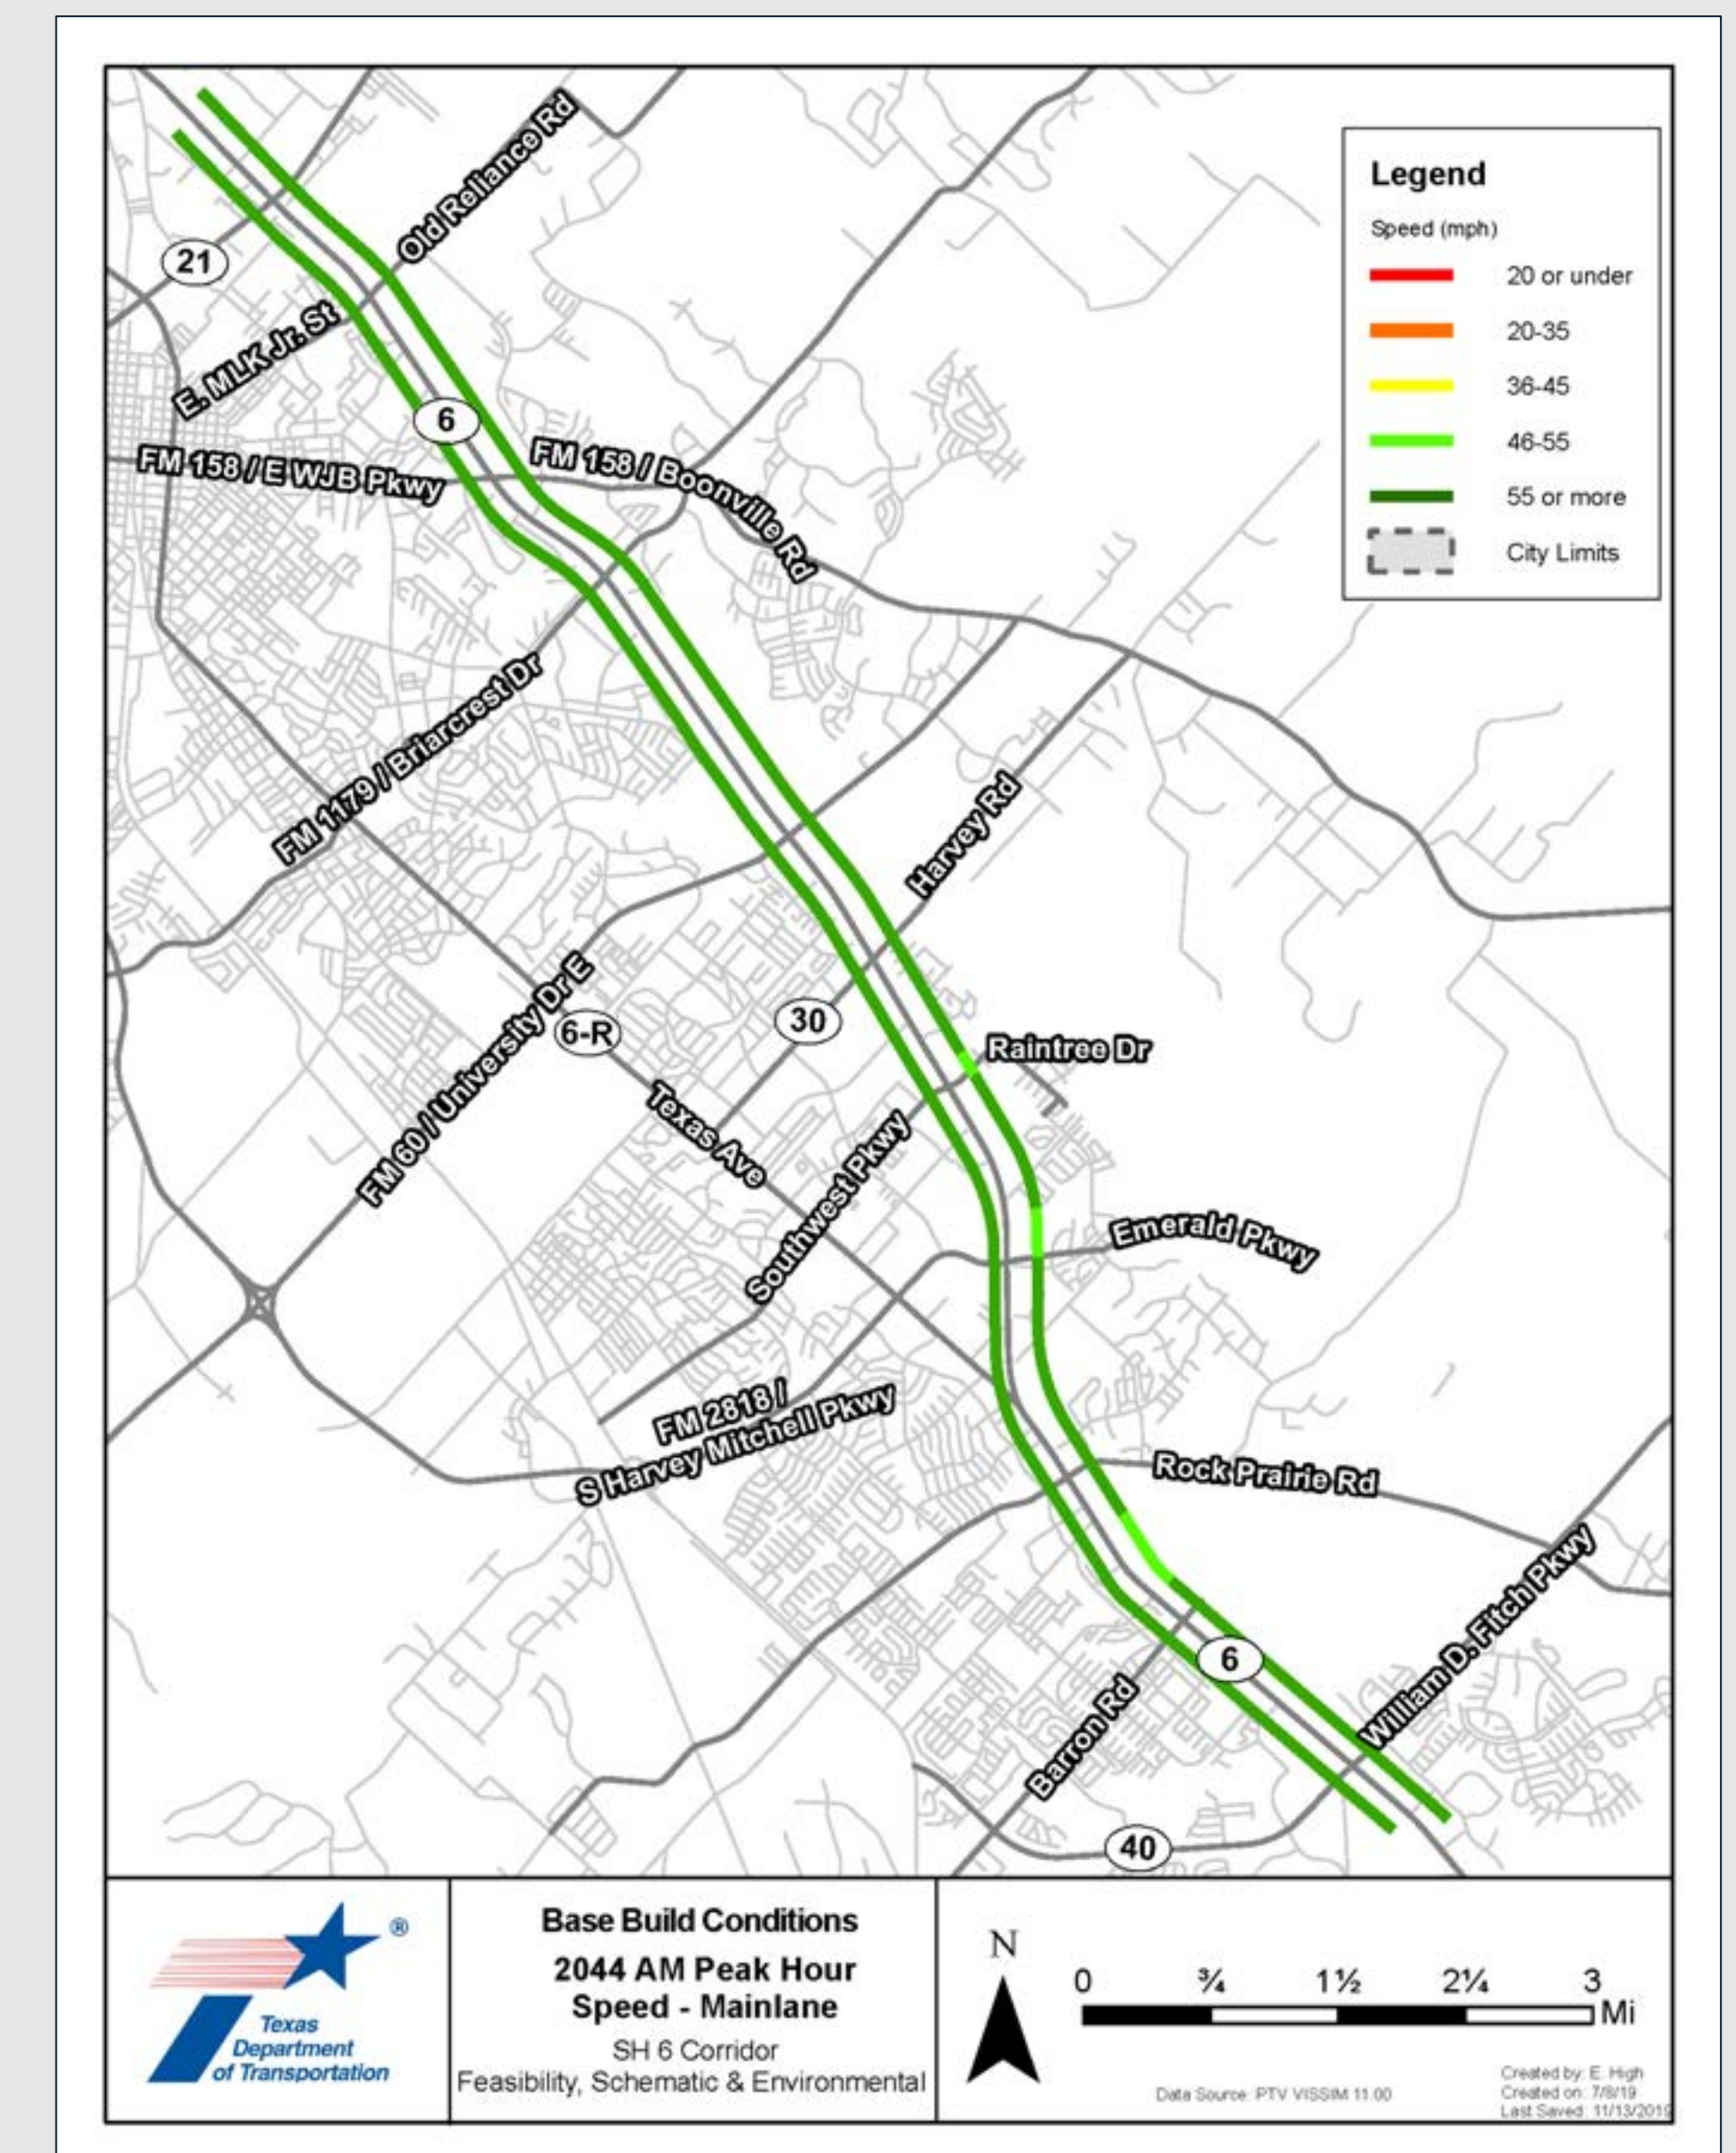 Old Reliance Rd
21
E. MLK Jr. St
6
FM 158 / E WJB Pkwy
FM 158 / Boonville Rd
FM 1179 / Briarcrest Dr
Harvey Rd
FM 60 / University Dr E
6-R
30
Raintree Dr
Texas Ave
Southwest Pkwy
Emerald Pkwy
FM 2818 /
S Harvey Mitchell Pkwy
Rock Prairie Rd
William D. Fitch Pkwy
6
Barron Rd
40
Legend
Speed (mph)
20 or under
20-35
36-45
46-55
55 or more
City Limits
®
Texas
Department
of Transportation
Base Build Conditions
2044 AM Peak Hour
Speed - Mainlane
SH 6 Corridor
Feasibility, Schematic & Environmental
N
0 ¾ 1½ 2¼ 3
Mi
Data Source: PTV VISSIM 11.00
Created by: E. High
Created on: 7/8/19
Last Saved: 11/13/2019